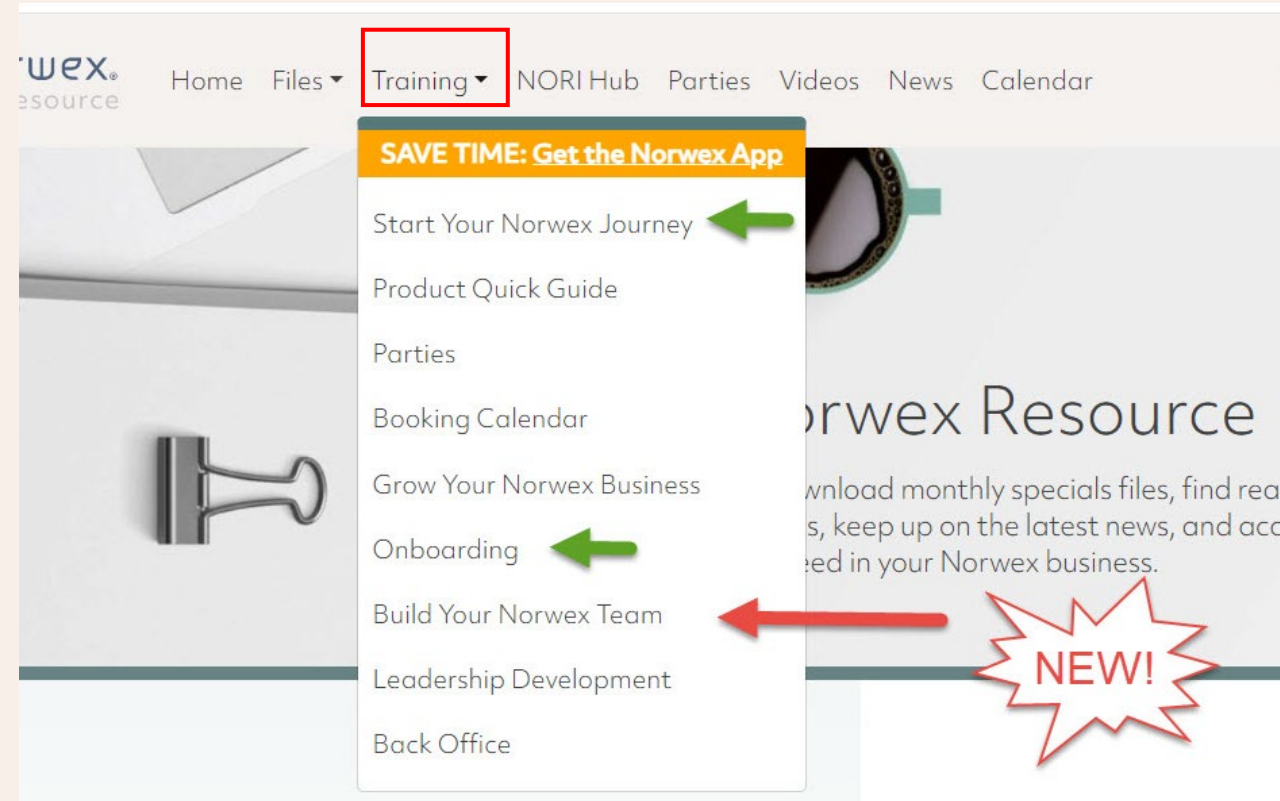 rwex.
esource
Home Files Training NORI Hub Parties Videos News Calendar
SAVE TIME: Get the Norwex App
Start Your Norwex Journey
Product Quick Guide
Parties
Booking Calendar
Grow Your Norwex Business
Onboarding
Build Your Norwex Team
Leadership Development
Back Office
orwex Resource
wnload monthly specials files, find rea
s, keep up on the latest news, and acc
eed in your Norwex business.
NEW!